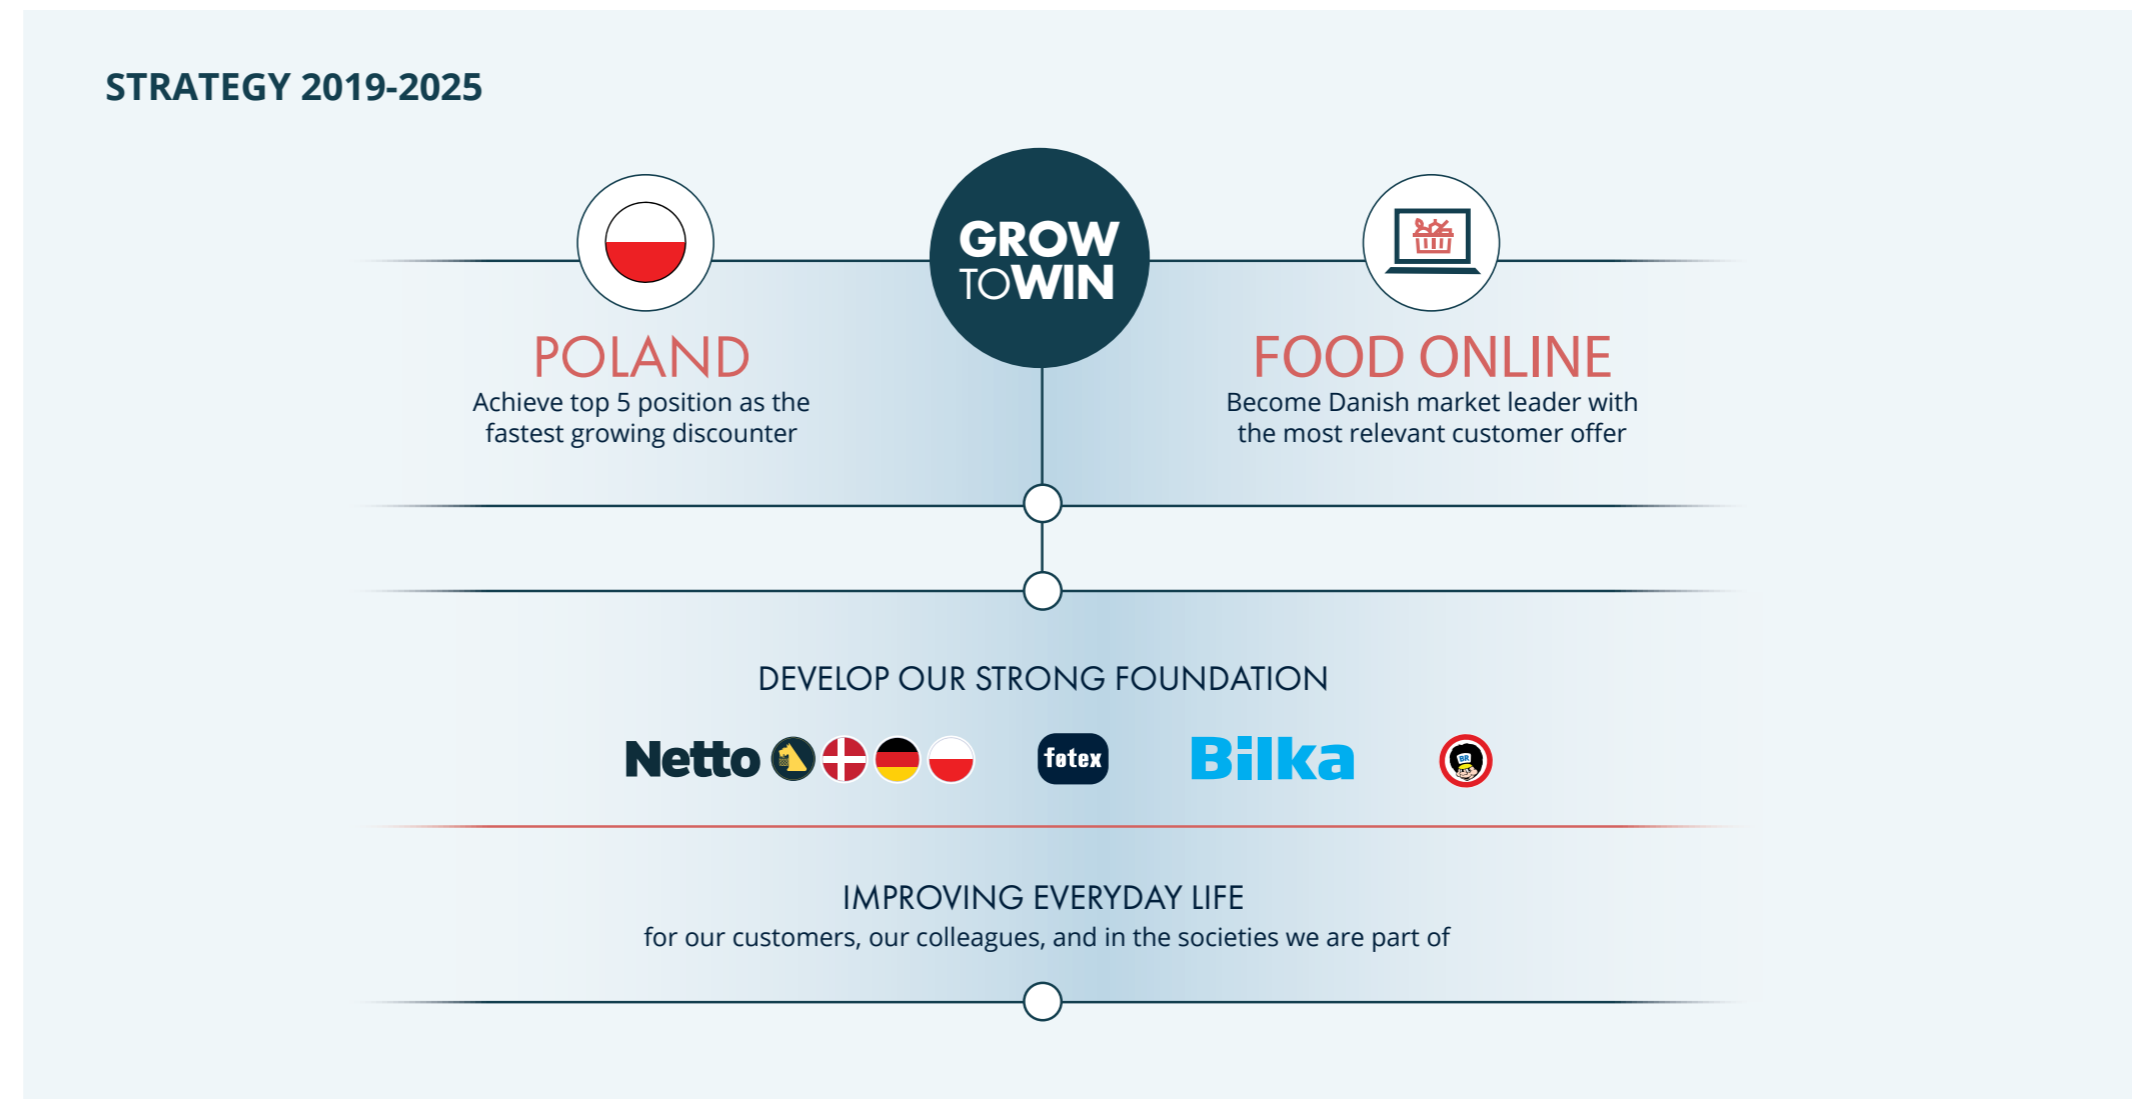 STRATEGY 2019-2025
GROW
TOWIN
POLAND
Achieve top 5 position as the
fastest growing discounter
FOOD ONLINE
Become Danish market leader with
the most relevant customer offer
DEVELOP OUR STRONG FOUNDATION
Netto
føtex
Bilka
BR
IMPROVING EVERYDAY LIFE
for our customers, our colleagues, and in the societies we are part of